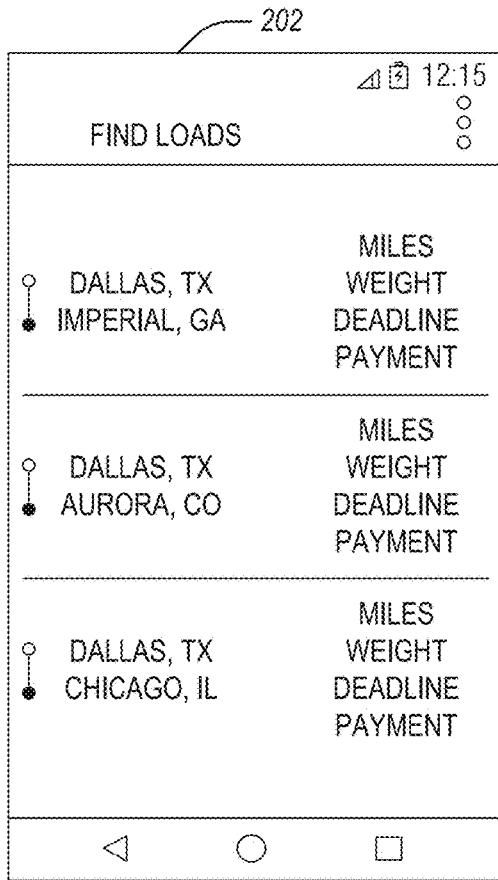 202
12:15
FIND LOADS
MILES
DALLAS, TX WEIGHT
IMPERIAL, GA DEADLINE
PAYMENT
MILES
DALLAS, TX WEIGHT
AURORA, CO DEADLINE
PAYMENT
MILES
DALLAS, TX WEIGHT
CHICAGO, IL DEADLINE
PAYMENT